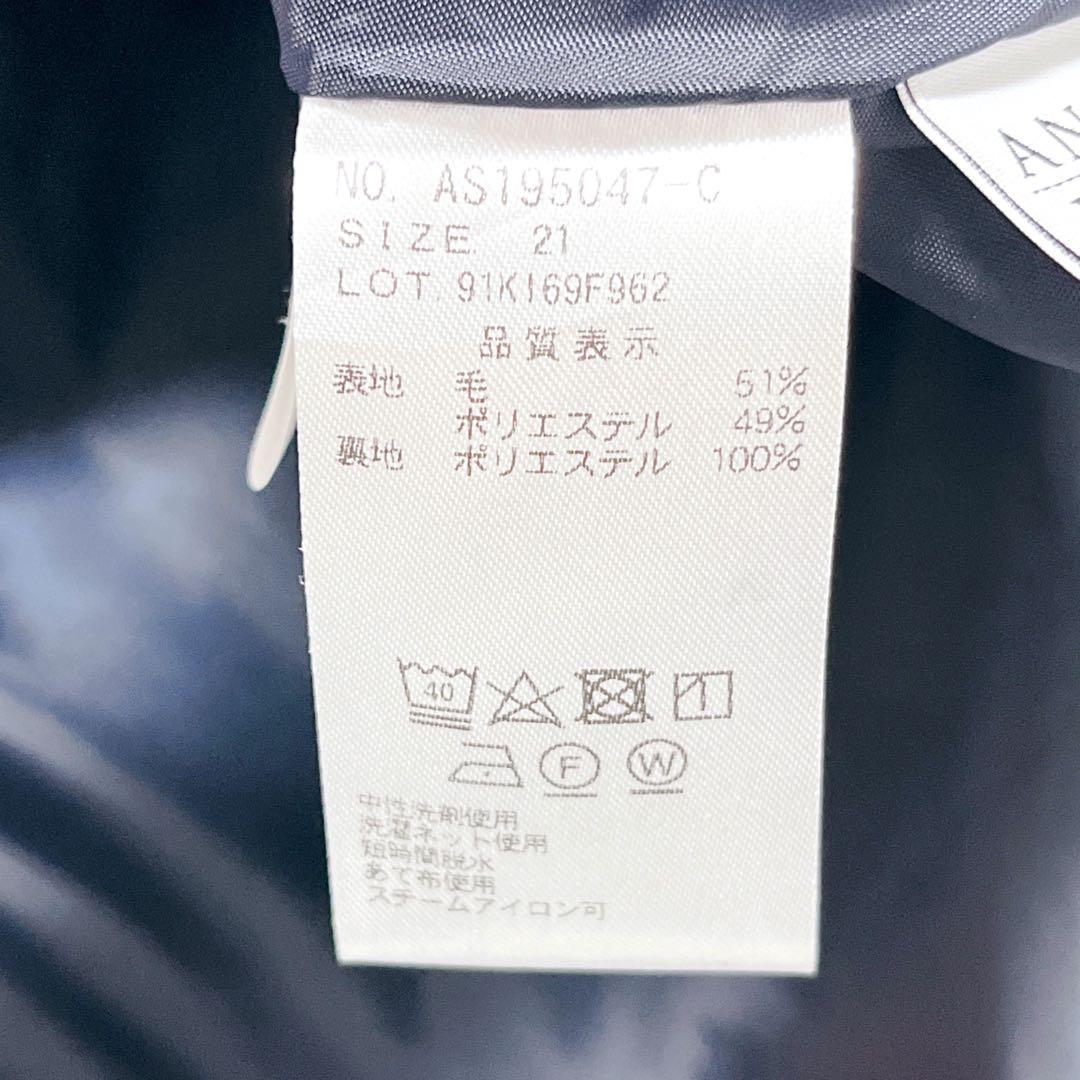 NO. AS195047-C
SIZE 21
LOT. 91KI69F962
品質表示
表地 毛 51%
ポリエステル 49%
裏地 ポリエステル 100%
40
F W
中性洗剤使用
洗濯ネット使用
短時間脱水
あて布使用
スチームアイロン可
AN